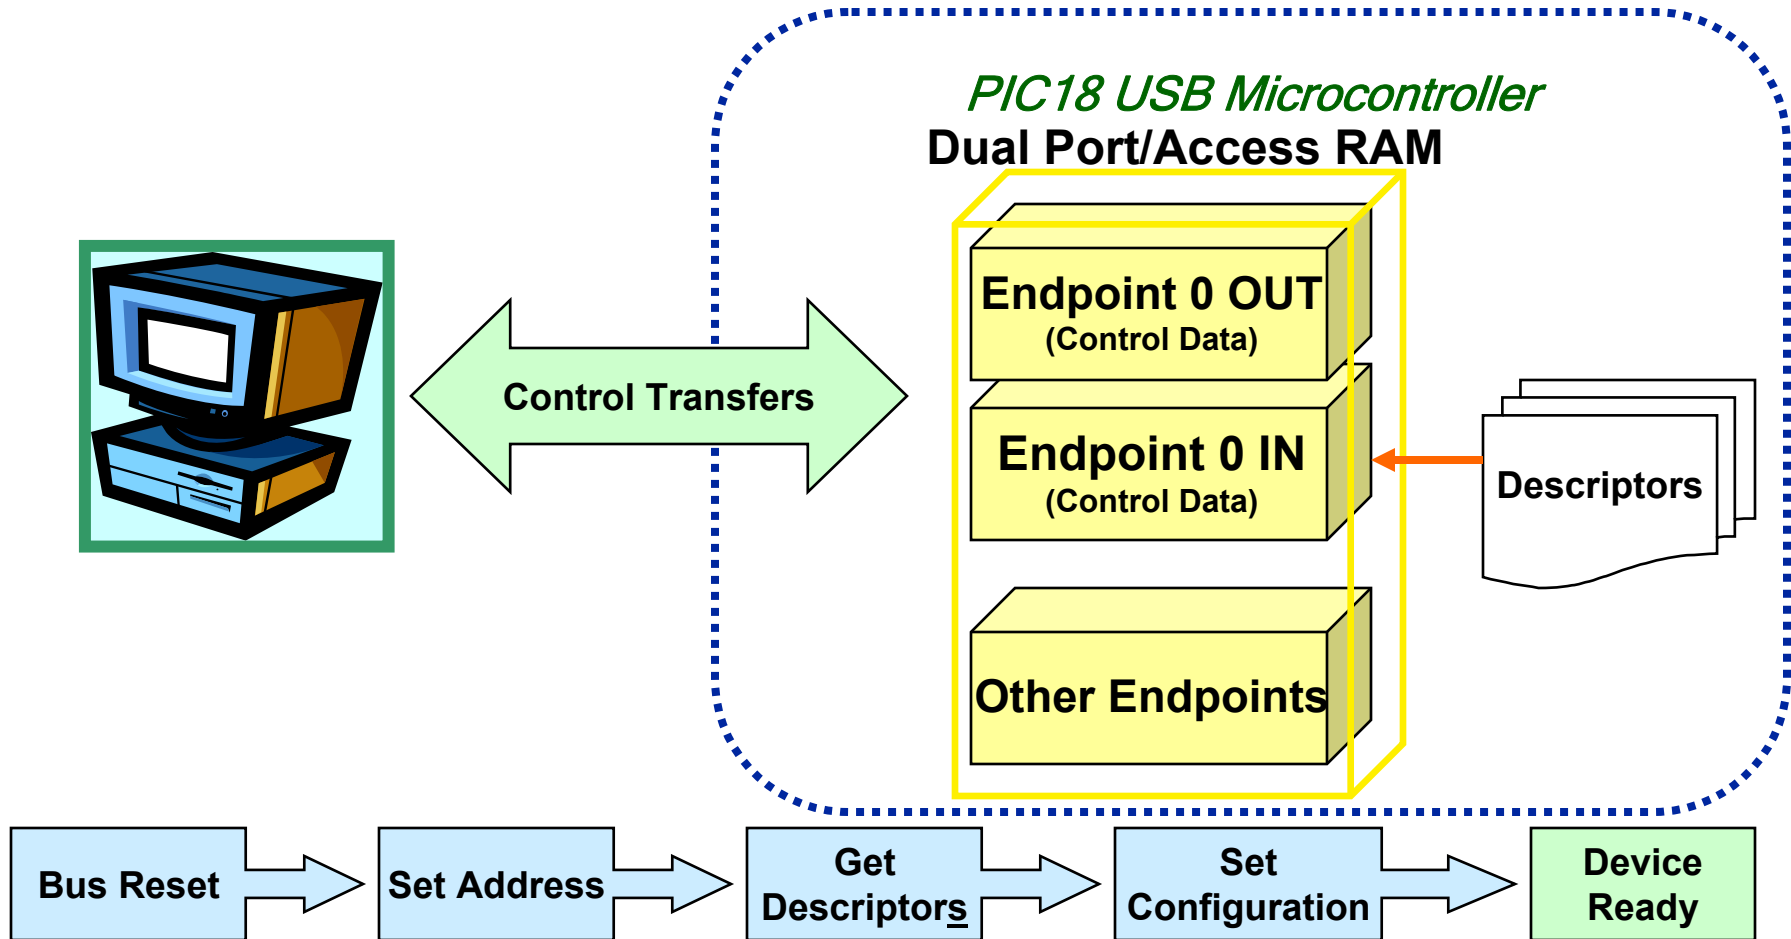 PIC18 USB Microcontroller
Dual Port/Access RAM
Endpoint 0 OUT
(Control Data)
Control Transfers
Endpoint 0 IN
(Control Data)
Descriptors
Other Endpoints
Bus Reset
Set Address
Get
Descriptors
Set
Configuration
Device
Ready